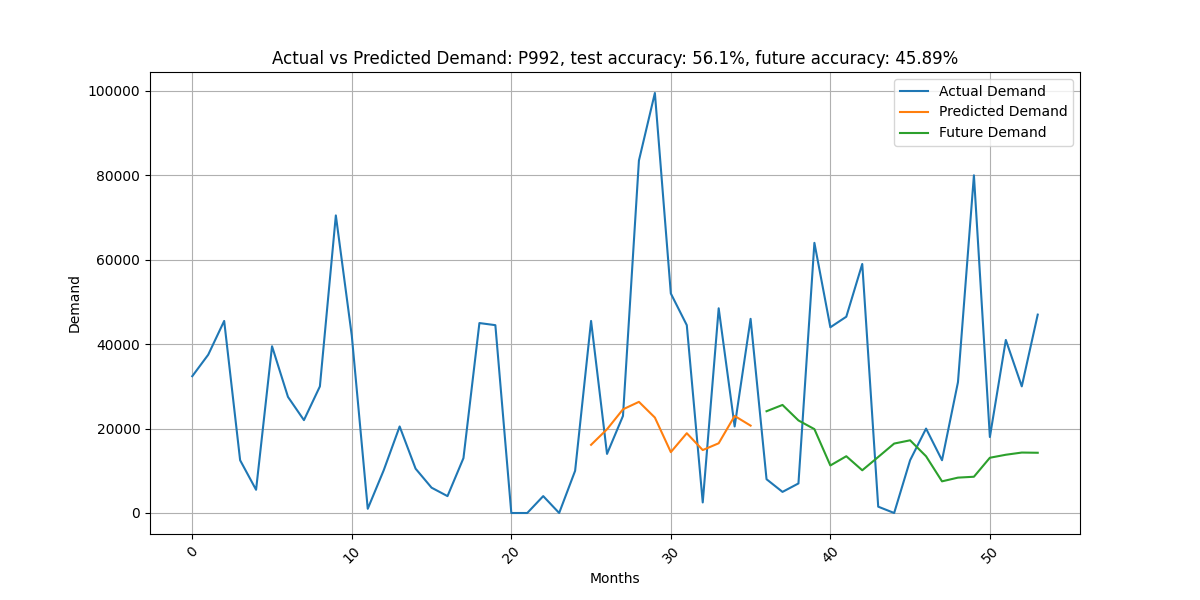 Actual vs Predicted Demand: P992, test accuracy: 56.1%, future accuracy: 45.89%
Actual Demand
Predicted Demand
Future Demand
100000
80000
60000
40000
20000
0
Demand
0 10 20 30 40 50
Months